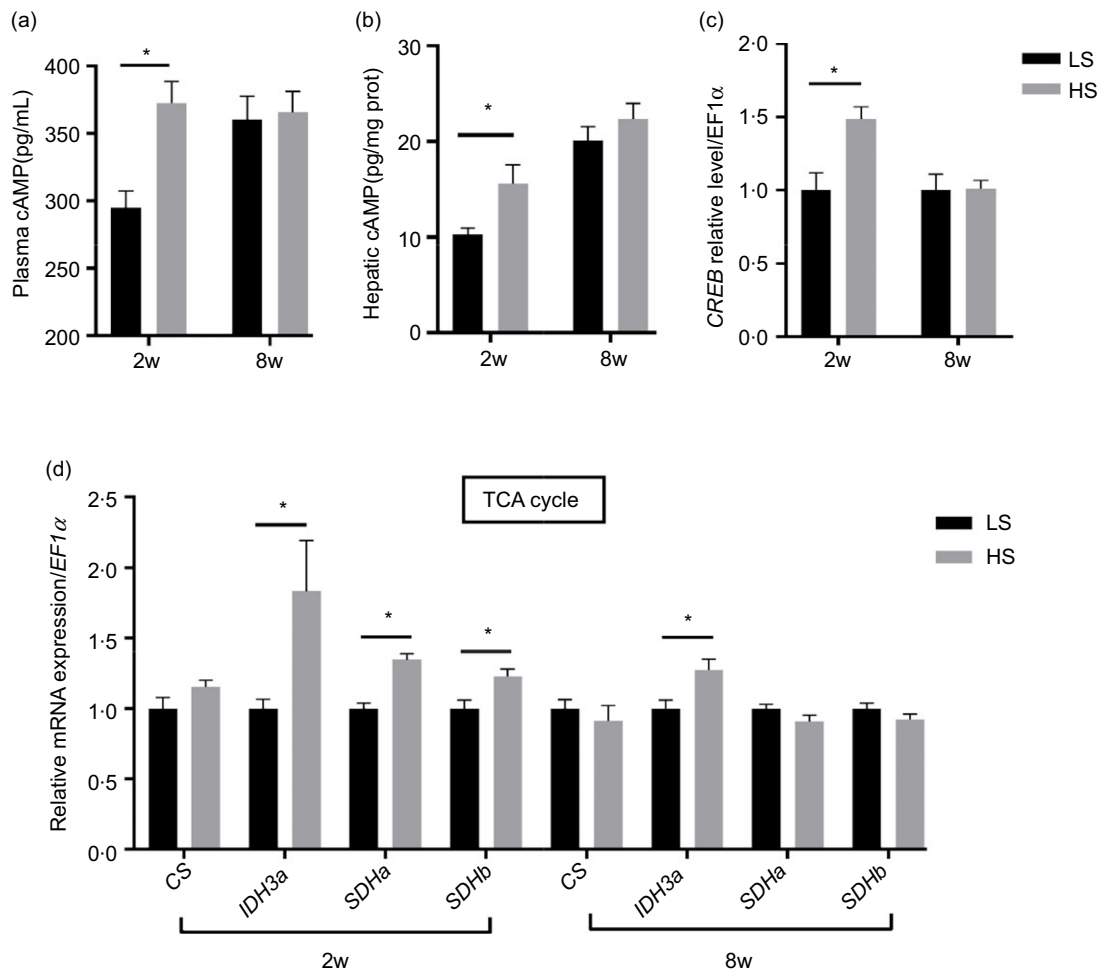 (a)
*
Plasma cAMP(pg/mL)
400
350
300
250
200
2w
8w
(b)
*
Hepatic cAMP(pg/mg prot)
30
20
10
0
2w
8w
(c)
*
CREB relative level/EF1α
2·0
1·5
1·0
0·5
0·0
2w
8w
LS
HS
(d)
TCA cycle
Relative mRNA expression/EF1α
2·5
2·0
1·5
1·0
0·5
0·0
*
*
*
*
LS
HS
CS
IDH3a
SDHa
SDHb
CS
IDH3a
SDHa
SDHb
2w
8w